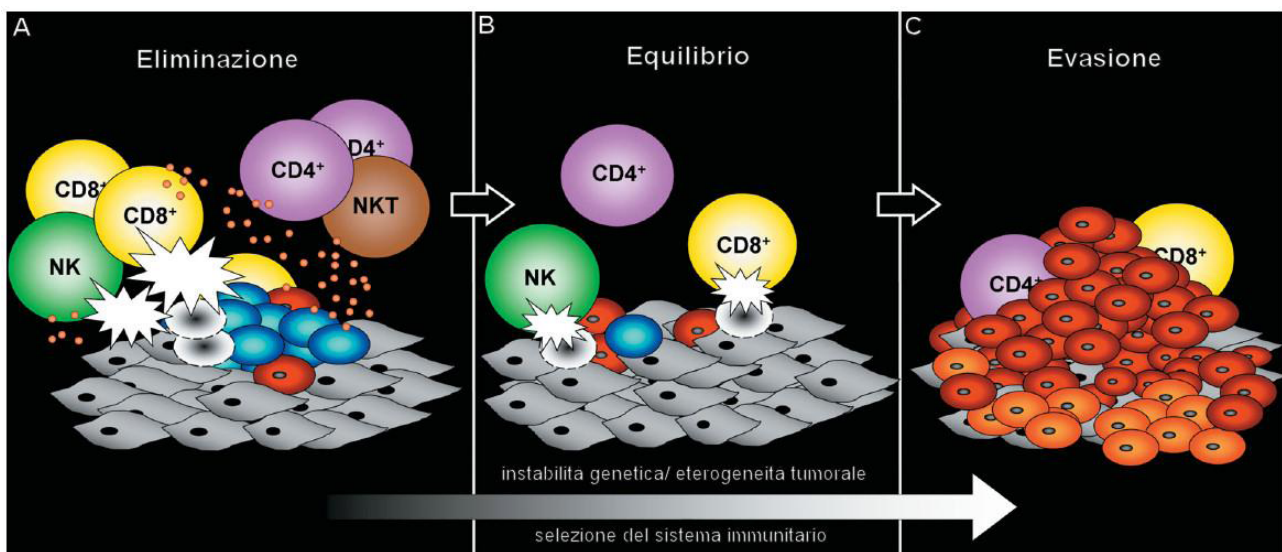 A
Eliminazione
CD8⁺
CD8⁺
NK
CD4⁺
D4⁺
NKT
B
Equilibrio
CD4⁺
CD8⁺
NK
C
Evasione
CD4⁺
CD8⁺
instabilita genetica/ eterogeneita tumorale
selezione del sistema immunitario